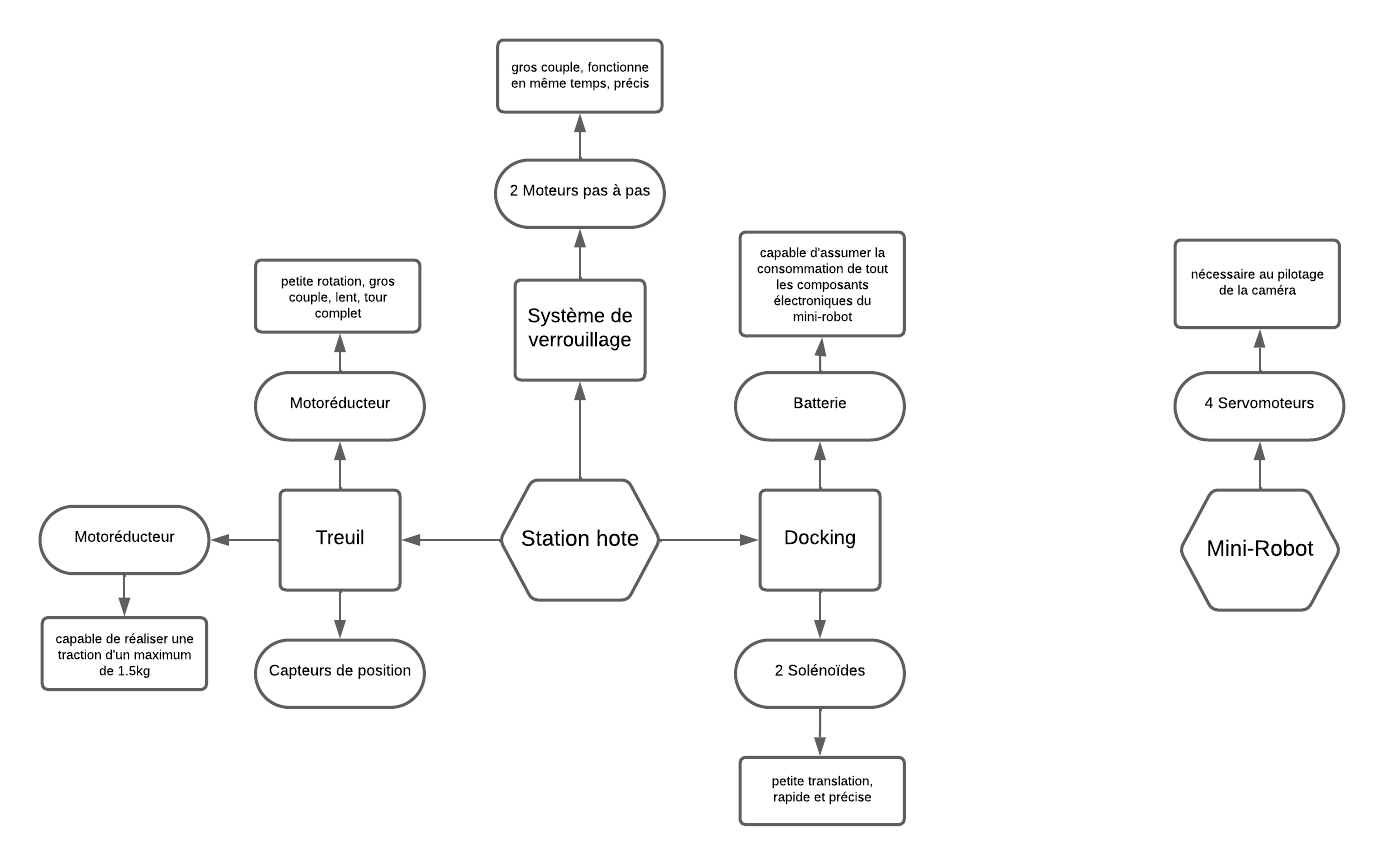 gros couple, fonctionne
en même temps, précis
2 Moteurs pas à pas
Système de
verrouillage
petite rotation, gros
couple, lent, tour
complet
Motoréducteur
capable d'assumer la
consommation de tout
les composants
électroniques du
mini-robot
Batterie
nécessaire au pilotage
de la caméra
4 Servomoteurs
Motoréducteur
Treuil
Station hote
Docking
Mini-Robot
capable de réaliser une
traction d'un maximum
de 1.5kg
Capteurs de position
2 Solénoïdes
petite translation,
rapide et précise